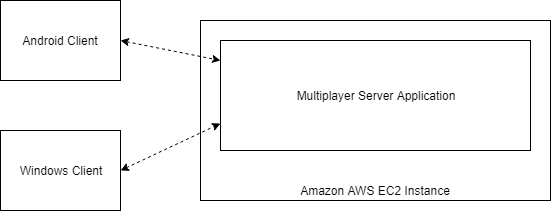 Android Client
Multiplayer Server Application
Windows Client
Amazon AWS EC2 Instance